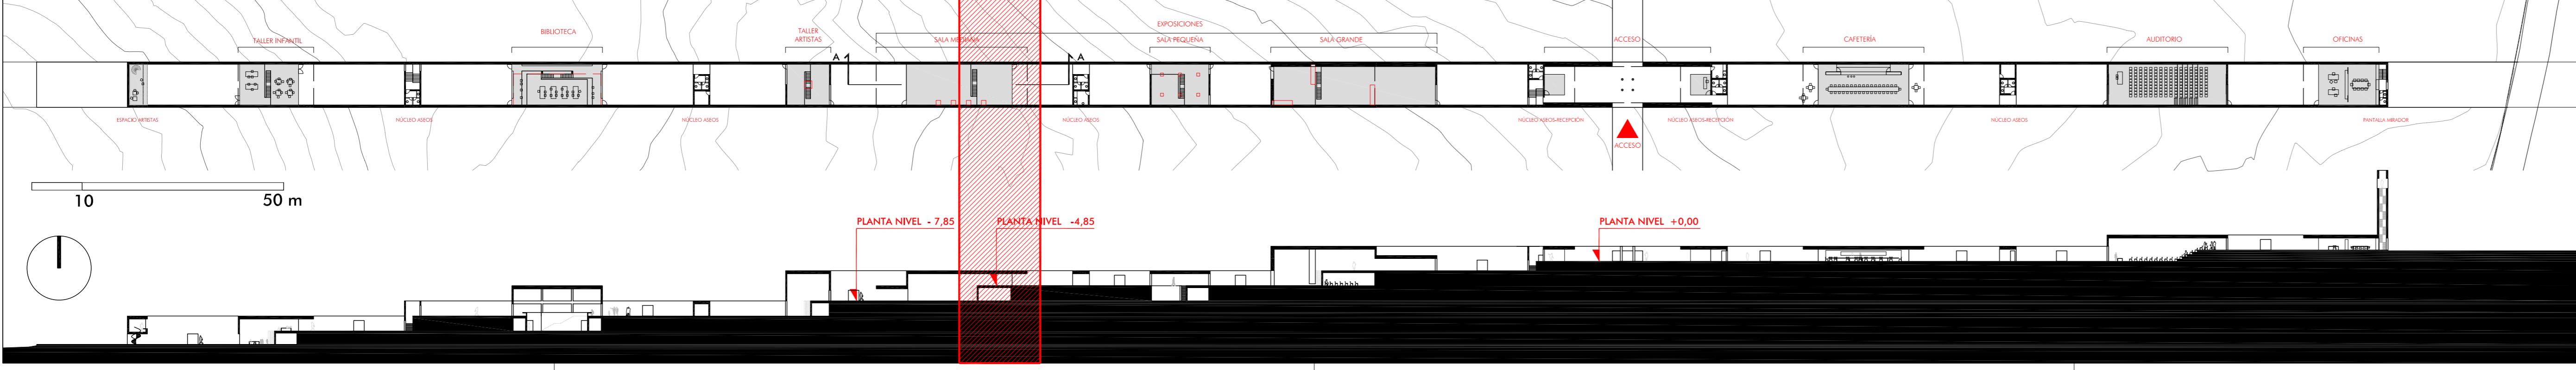 EXPOSICIONES
BIBLIOTECA
TALLER
ARTISTAS
TALLER INFANTIL
SALA MEDIANA
SALA PEQUEÑA
SALA GRANDE
ACCESO
CAFETERÍA
AUDITORIO
OFICINAS
A
A
ESPACIO ARTISTAS
NÚCLEO ASEOS
NÚCLEO ASEOS
NÚCLEO ASEOS
NÚCLEO ASEOS-RECEPCIÓN
NÚCLEO ASEOS-RECEPCIÓN
NÚCLEO ASEOS
PANTALLA MIRADOR
ACCESO
10
50 m
PLANTA NIVEL - 7,85
PLANTA NIVEL -4,85
PLANTA NIVEL +0,00